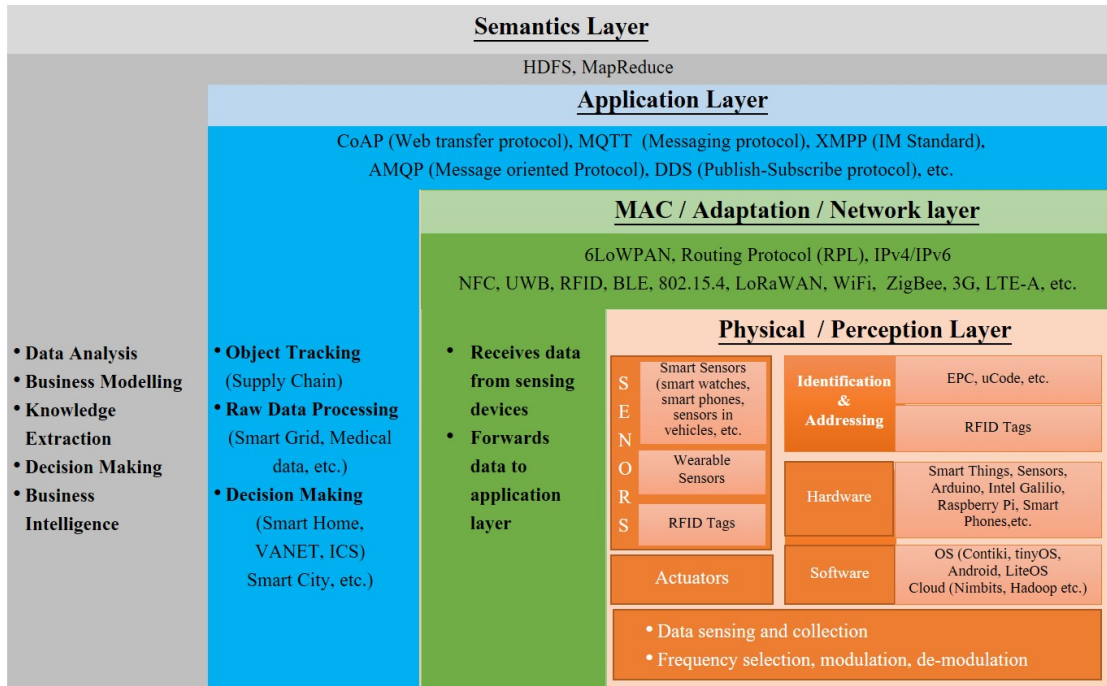 Semantics Layer
HDFS, MapReduce
Application Layer
CoAP (Web transfer protocol), MQTT (Messaging protocol), XMPP (IM Standard),
AMQP (Message oriented Protocol), DDS (Publish-Subscribe protocol), etc.
MAC / Adaptation / Network layer
6LoWPAN, Routing Protocol (RPL), IPv4/IPv6
NFC, UWB, RFID, BLE, 802.15.4, LoRaWAN, WiFi, ZigBee, 3G, LTE-A, etc.
• Data Analysis
• Business Modelling
• Knowledge
Extraction
• Decision Making
• Business
Intelligence
• Object Tracking
(Supply Chain)
• Raw Data Processing
(Smart Grid, Medical
data, etc.)
• Decision Making
(Smart Home,
VANET, ICS)
Smart City, etc.)
• Receives data
from sensing
devices
• Forwards
data to
application
layer
Physical / Perception Layer
S
E
N
O
R
S
Smart Sensors
(smart watches,
smart phones,
sensors in
vehicles, etc.
Wearable
Sensors
RFID Tags
Actuators
Identification
&
Addressing
EPC, uCode, etc.
RFID Tags
Hardware
Smart Things, Sensors,
Arduino, Intel Galilio,
Raspberry Pi, Smart
Phones,etc.
Software
OS (Contiki, tinyOS,
Android, LiteOS
Cloud (Nimbits, Hadoop etc.)
• Data sensing and collection
• Frequency selection, modulation, de-modulation